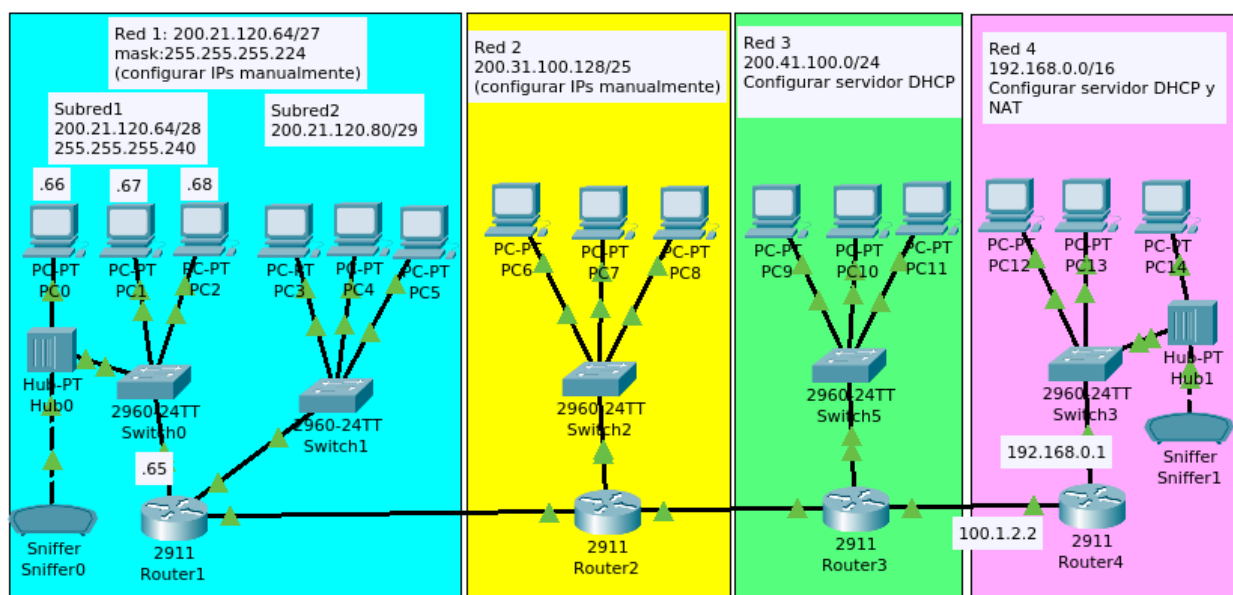 Red 1: 200.21.120.64/27
mask:255.255.255.224
(configurar IPs manualmente)
Subred1
200.21.120.64/28
255.255.255.240
Subred2
200.21.120.80/29
.66
.67
.68
PC-PT
PC0
PC-PT
PC1
PC-PT
PC2
PC-PT
PC3
PC-PT
PC4
PC-PT
PC5
Hub-PT
Hub0
2960-24TT
Switch0
2960-24TT
Switch1
.65
Sniffer
Sniffer0
2911
Router1
Red 2
200.31.100.128/25
(configurar IPs manualmente)
PC-P
PC6
PC-PT
PC7
PC-PT
PC8
2960-24TT
Switch2
2911
Router2
Red 3
200.41.100.0/24
Configurar servidor DHCP
PC-PT
PC9
PC-PT
PC10
PC-PT
PC11
2960-24TT
Switch5
2911
Router3
Red 4
192.168.0.0/16
Configurar servidor DHCP y
NAT
PC-PT
PC12
PC-PT
PC13
PC-PT
PC14
Hub-PT
Hub1
2960-24TT
Switch3
Sniffer
Sniffer1
192.168.0.1
100.1.2.2
2911
Router4